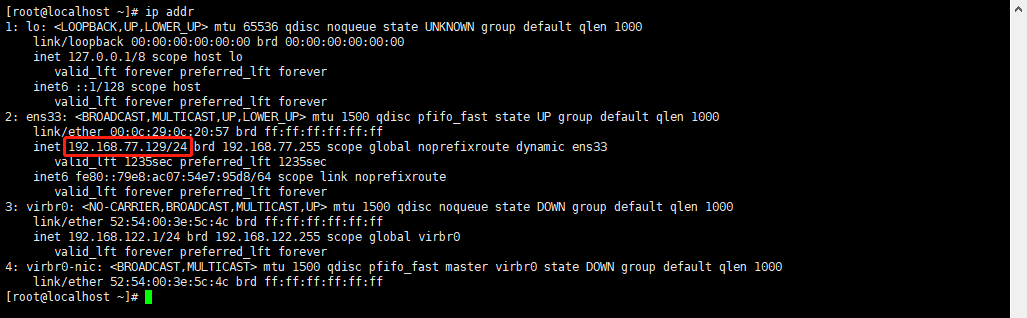 [root@localhost ~]# ip addr
1: lo: <LOOPBACK,UP,LOWER_UP> mtu 65536 qdisc noqueue state UNKNOWN group default qlen 1000
    link/loopback 00:00:00:00:00:00 brd 00:00:00:00:00:00
    inet 127.0.0.1/8 scope host lo
       valid_lft forever preferred_lft forever
    inet6 ::1/128 scope host
       valid_lft forever preferred_lft forever
2: ens33: <BROADCAST,MULTICAST,UP,LOWER_UP> mtu 1500 qdisc pfifo_fast state UP group default qlen 1000
    link/ether 00:0c:29:0c:20:57 brd ff:ff:ff:ff:ff:ff
    inet 192.168.77.129/24 brd 192.168.77.255 scope global noprefixroute dynamic ens33
       valid_lft 1235sec preferred_lft 1235sec
    inet6 fe80::79e8:ac07:54e7:95d8/64 scope link noprefixroute
       valid_lft forever preferred_lft forever
3: virbr0: <NO-CARRIER,BROADCAST,MULTICAST,UP> mtu 1500 qdisc noqueue state DOWN group default qlen 1000
    link/ether 52:54:00:3e:5c:4c brd ff:ff:ff:ff:ff:ff
    inet 192.168.122.1/24 brd 192.168.122.255 scope global virbr0
       valid_lft forever preferred_lft forever
4: virbr0-nic: <BROADCAST,MULTICAST> mtu 1500 qdisc pfifo_fast master virbr0 state DOWN group default qlen 1000
    link/ether 52:54:00:3e:5c:4c brd ff:ff:ff:ff:ff:ff
[root@localhost ~]#